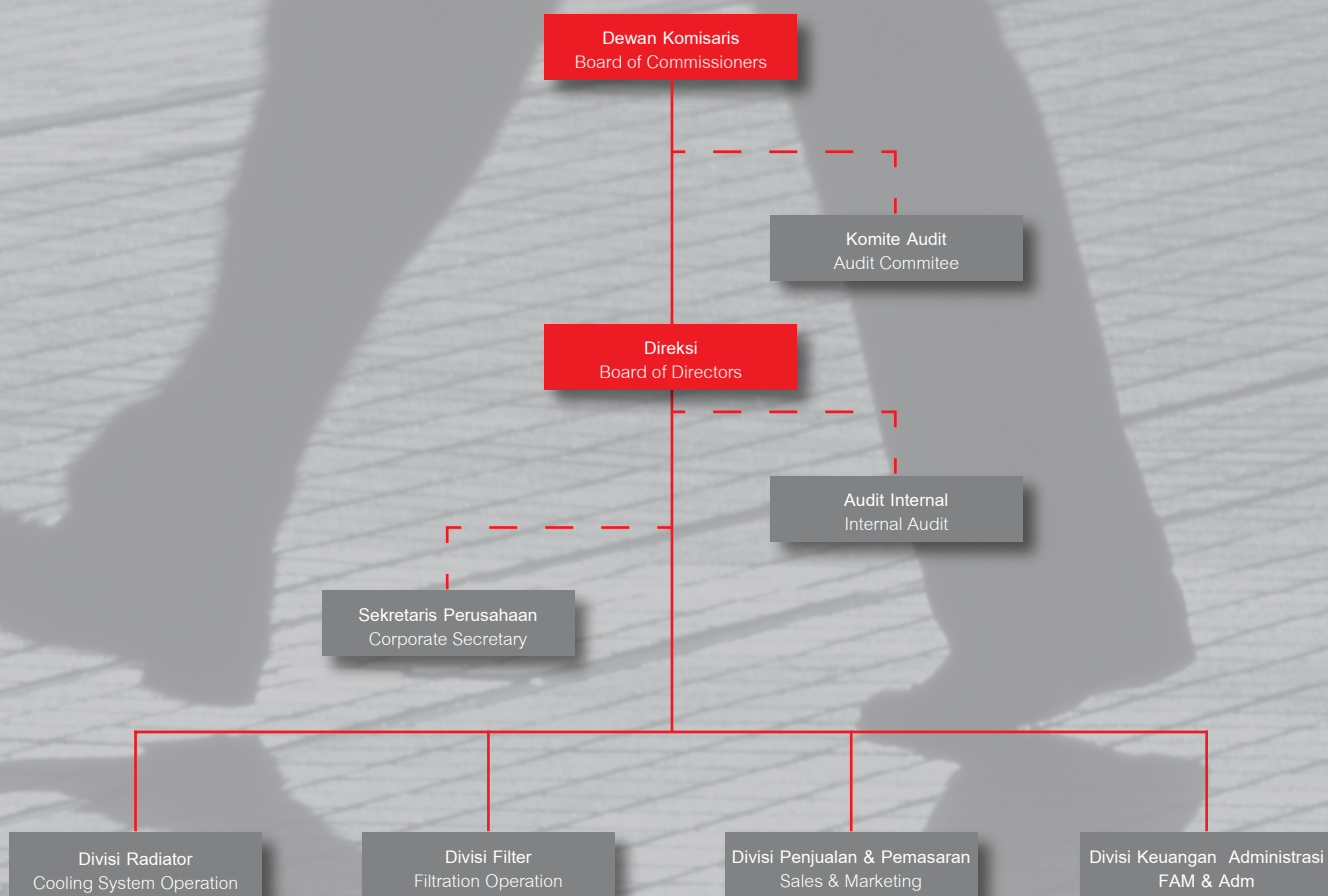 Dewan Komisaris
Board of Commissioners
Komite Audit
Audit Commitee
Direksi
Board of Directors
Audit Internal
Internal Audit
Sekretaris Perusahaan
Corporate Secretary
Divisi Radiator
Cooling System Operation
Divisi Filter
Filtration Operation
Divisi Penjualan & Pemasaran
Sales & Marketing
Divisi Keuangan Administrasi
FAM & Adm